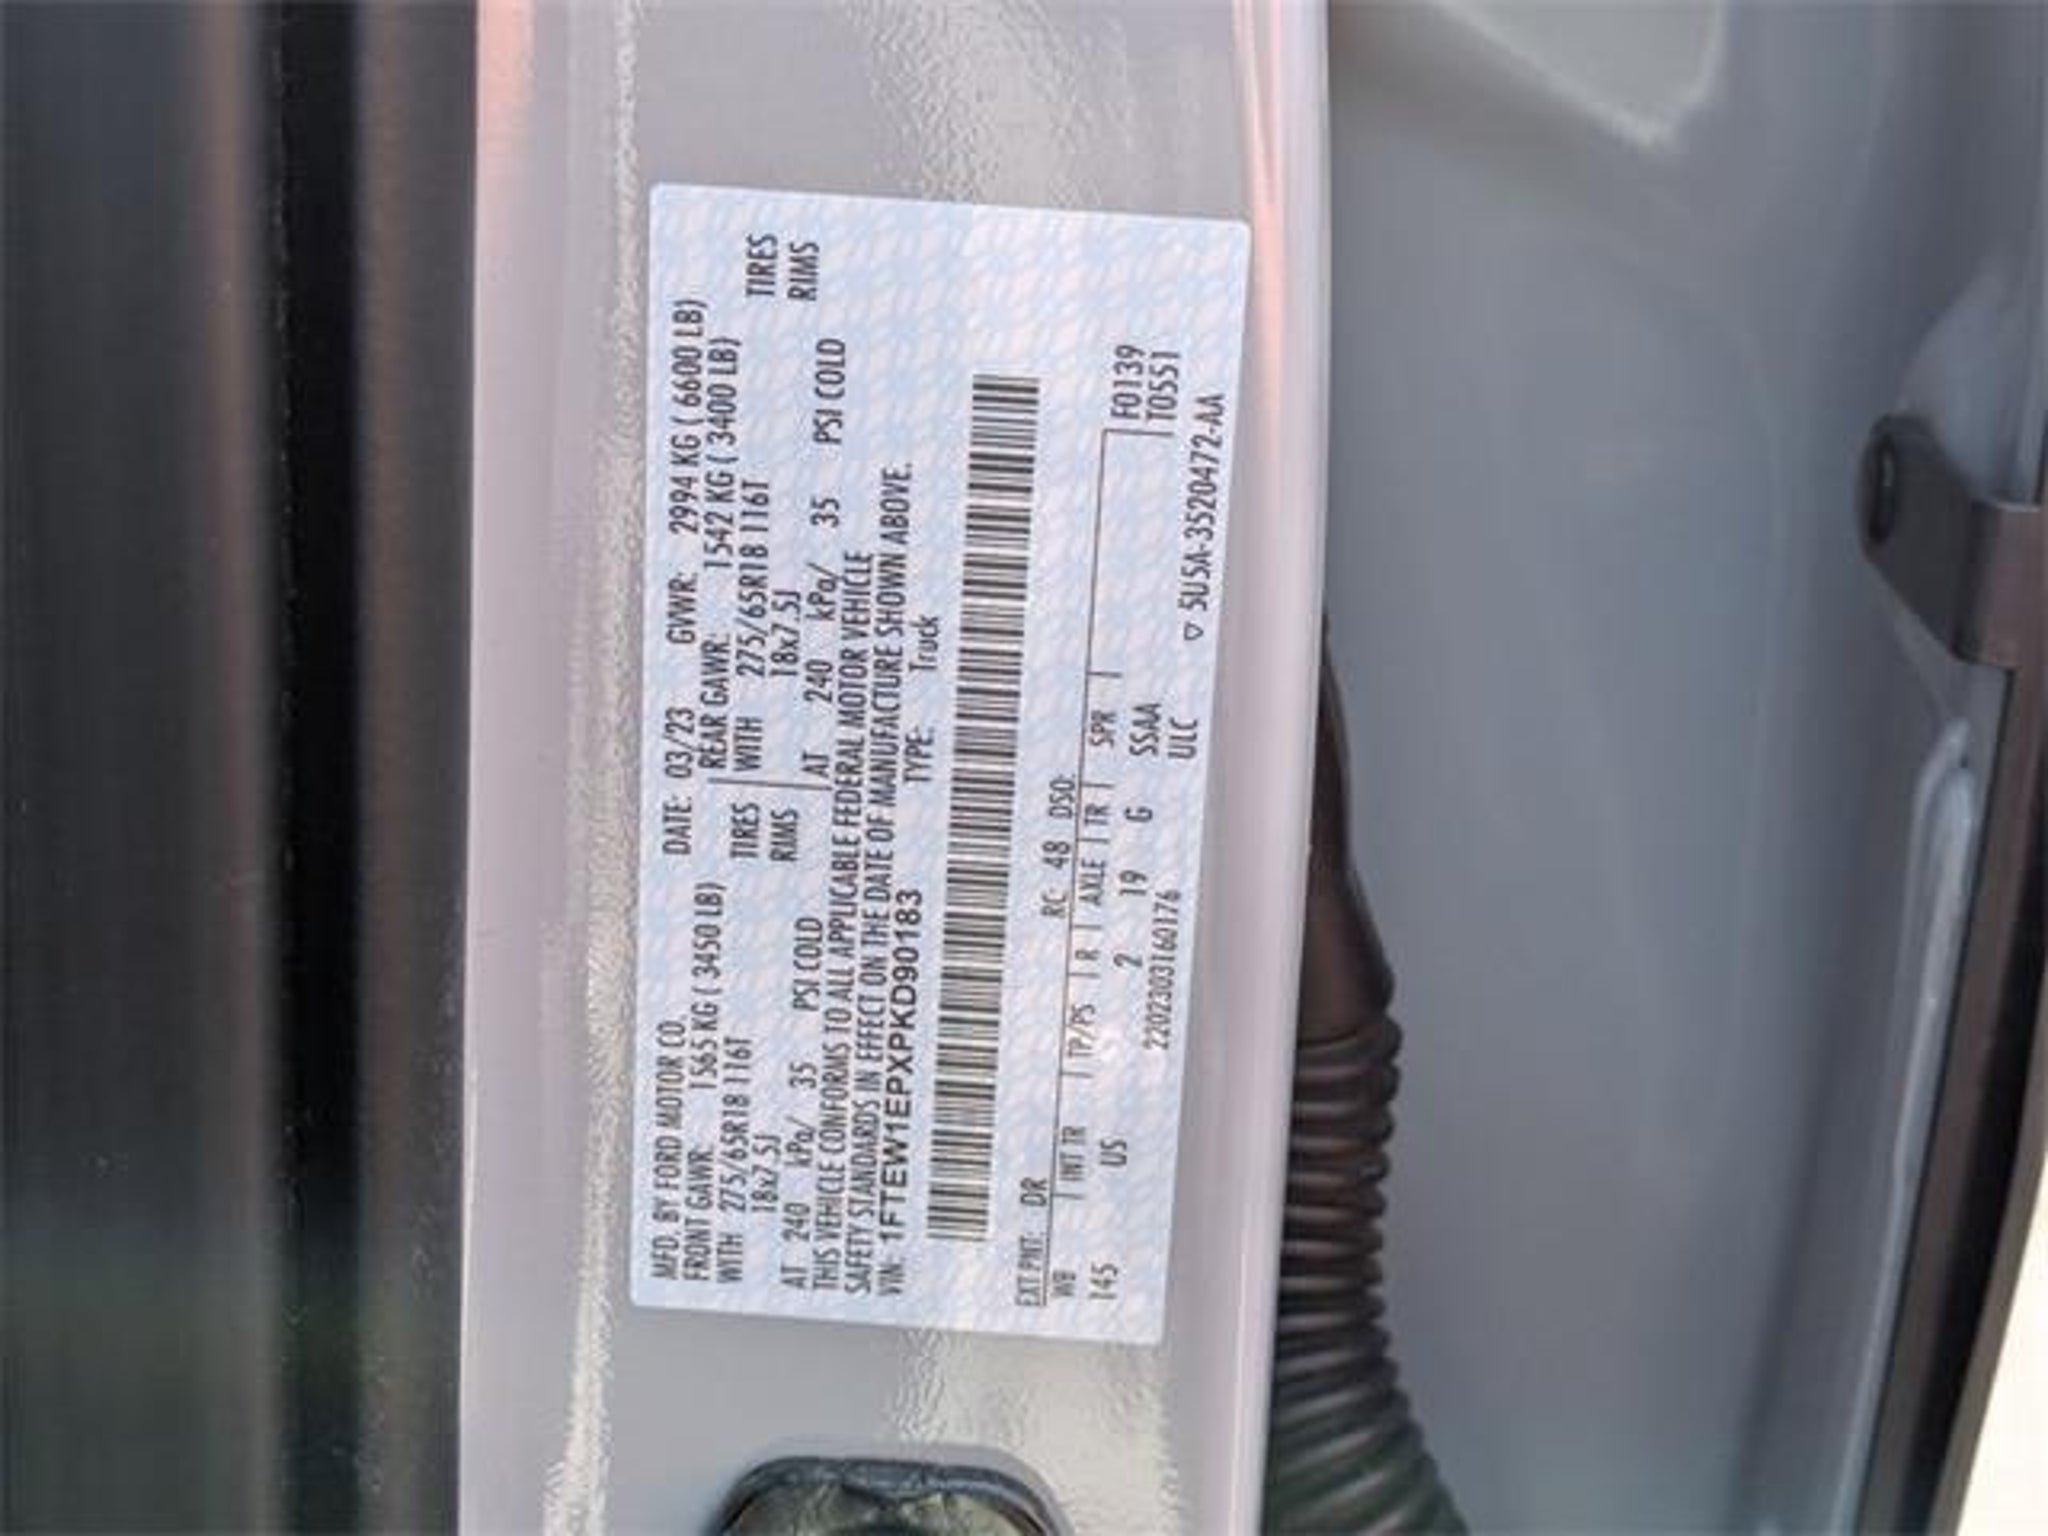 MFD. BY FORD MOTOR CO. DATE: 03/23 GVWR: 2994 KG ( 6600 LB)
FRONT GAWR: 1565 KG ( 3450 LB) REAR GAWR: 1542 KG ( 3400 LB)
WITH 275/65R18 116T TIRES WITH 275/65R18 116T TIRES
18x7.5J RIMS 18x7.5J RIMS
AT 240 kPa/ 35 PSI COLD AT 240 kPa/ 35 PSI COLD
THIS VEHICLE CONFORMS TO ALL APPLICABLE FEDERAL MOTOR VEHICLE
SAFETY STANDARDS IN EFFECT ON THE DATE OF MANUFACTURE SHOWN ABOVE.
VIN: 1FTEW1EPXPKD90183 TYPE: Truck
EXT PNT: DR RC: 48 DSO: F0139
WB INT TR TP/PS R AXLE TR SPR T0551
145 US 2 19 G SSAA
2202303160176 ULC ▽ 5U5A-3520472-AA